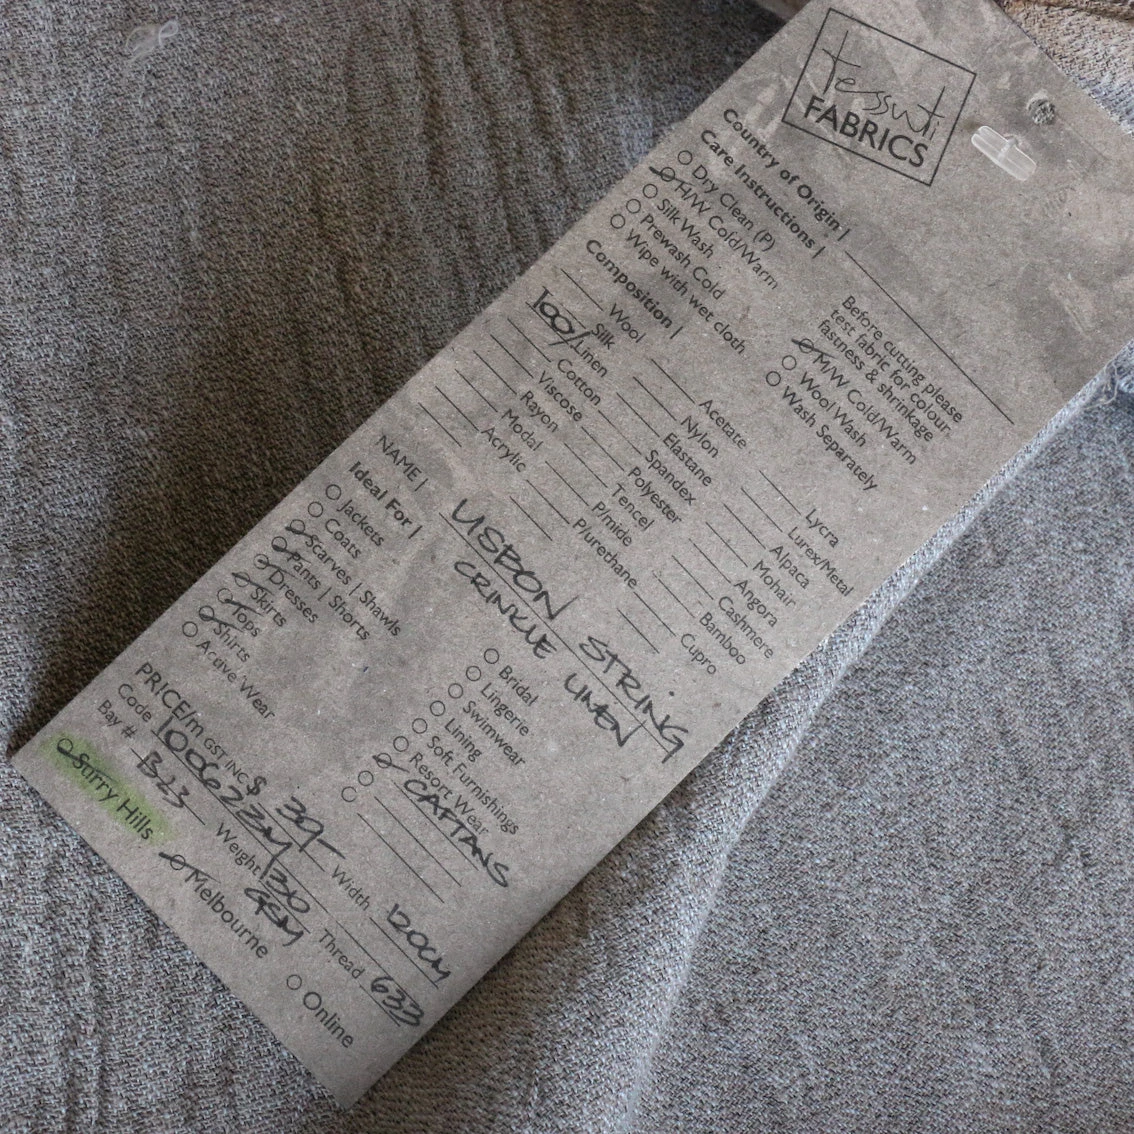 tessuti
FABRICS
Country of Origin |
Care Instructions |
Dry Clean (P)
H/W Cold/Warm
Silk Wash
Prewash Cold
Wipe with wet cloth
Before cutting please
test fabric for colour
fastness & shrinkage
M/W Cold/Warm
Wool Wash
Wash Separately
Composition |
Wool
Silk
100% Linen
Cotton
Viscose
Rayon
Modal
Acrylic
Acetate
Nylon
Elastane
Spandex
Polyester
Tencel
P/mide
P/urethane
Lycra
Lurex/Metal
Alpaca
Mohair
Angora
Cashmere
Bamboo
Cupro
NAME | LISBON STRING
CRINKLE LINEN
Ideal For |
Jackets
Coats
Scarves | Shawls
Pants | Shorts
Dresses
Skirts
Tops
Shirts
Active Wear
Bridal
Lingerie
Swimwear
Lining
Soft Furnishings
Resort Wear
CAFTANS
PRICE/m GST INC $ 39- Width 120CM
Code 100622M Weight 130 GSM Thread 633
Bay # B23
Surry Hills
Melbourne
Online